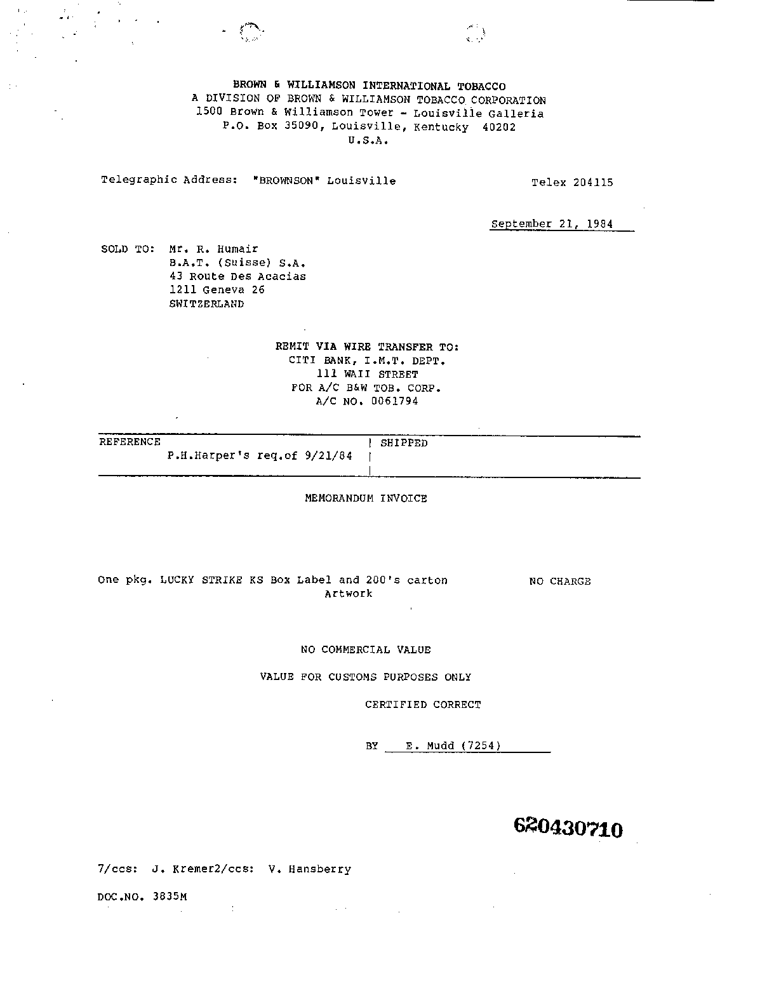 BROWN & WILLIAMSON INTERNATIONAL TOBACCO
A DIVISION OF BROWN & WILLIAMSON TOBACCO CORPORATION
1500 Brown & Williamson Tower - Louisville Galleria
P.O. Box 35090, Louisville, Kentucky 40202
U.S.A.
Telegraphic Address: "BROWNSON" Louisville Telex 204115
September 21, 1984
SOLD TO: Mr. R. Humair
B.A.T. (Suisse) S.A.
43 Route Des Acacias
1211 Geneva 26
SWITZERLAND
REMIT VIA WIRE TRANSFER TO:
CITI BANK, I.M.T. DEPT.
111 WAII STREET
FOR A/C B&W TOB. CORP.
A/C NO. 0061794
REFERENCE | SHIPPED
P.H.Harper's req.of 9/21/84 |
MEMORANDUM INVOICE
One pkg. LUCKY STRIKE KS Box Label and 200's carton NO CHARGE
Artwork
NO COMMERCIAL VALUE
VALUE FOR CUSTOMS PURPOSES ONLY
CERTIFIED CORRECT
BY E. Mudd (7254)
620430710
7/ccs: J. Kremer2/ccs: V. Hansberry
DOC.NO. 3835M